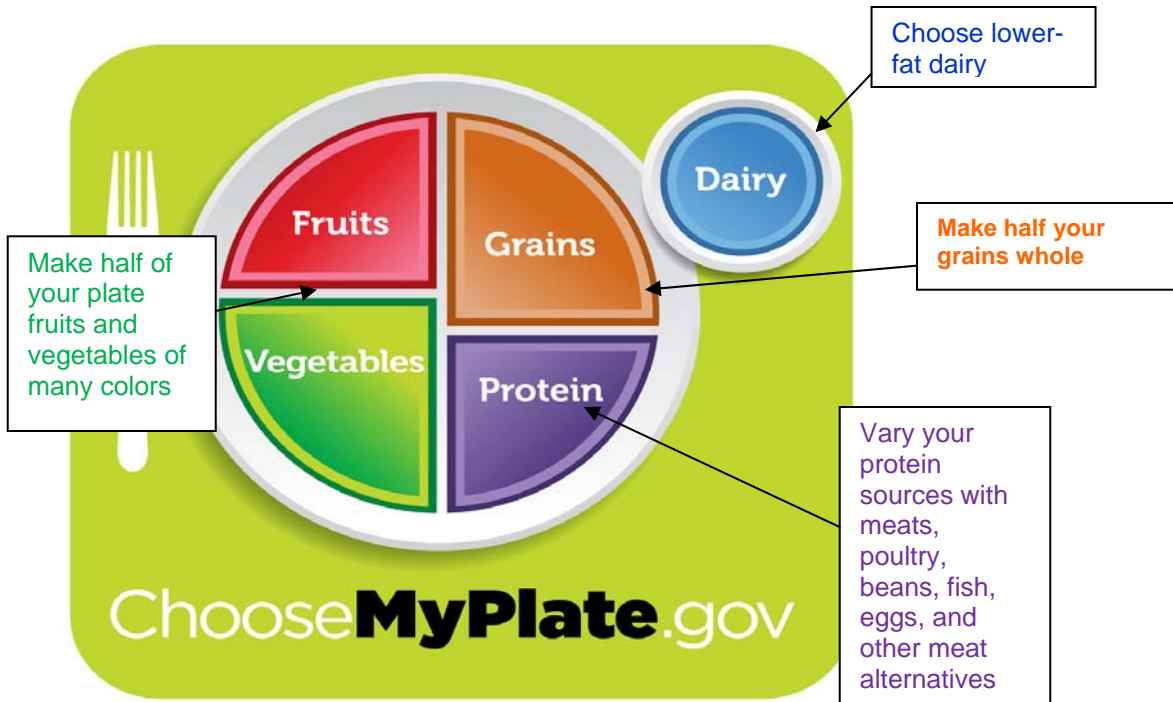 Choose lower-
fat dairy
Dairy
Fruits
Grains
Make half your
grains whole
Make half of
your plate
fruits and
vegetables of
many colors
Vegetables
Protein
Vary your
protein
sources with
meats,
poultry,
beans, fish,
eggs, and
other meat
alternatives
ChooseMyPlate.gov